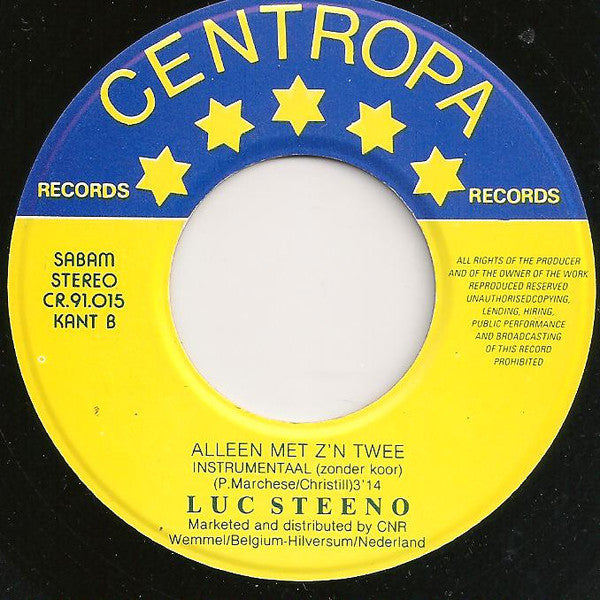 CENTROPA
RECORDS
RECORDS
SABAM
STEREO
CR.91.015
KANT B
ALL RIGHTS OF THE PRODUCER
AND OF THE OWNER OF THE WORK
REPRODUCED RESERVED
UNAUTHORISEDCOPYING,
LENDING, HIRING,
PUBLIC PERFORMANCE
AND BROADCASTING
OF THIS RECORD
PROHIBITED
ALLEEN MET Z'N TWEE
INSTRUMENTAAL (zonder koor)
(P.Marchese/Christill)3'14
LUC STEENO
Marketed and distributed by CNR
Wemmel/Belgium-Hilversum/Nederland